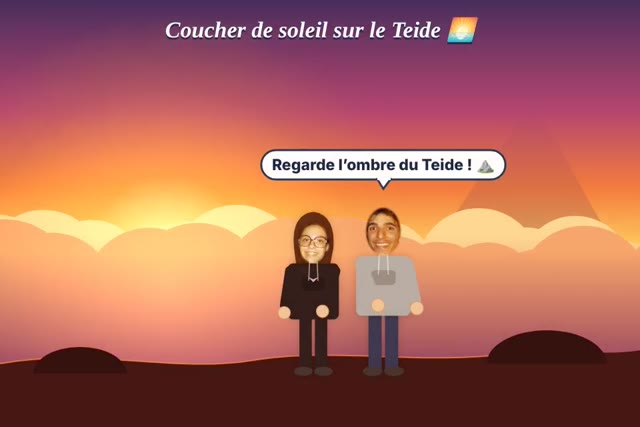 Coucher de soleil sur le Teide 🌅
Regarde l’ombre du Teide ! ⛰️